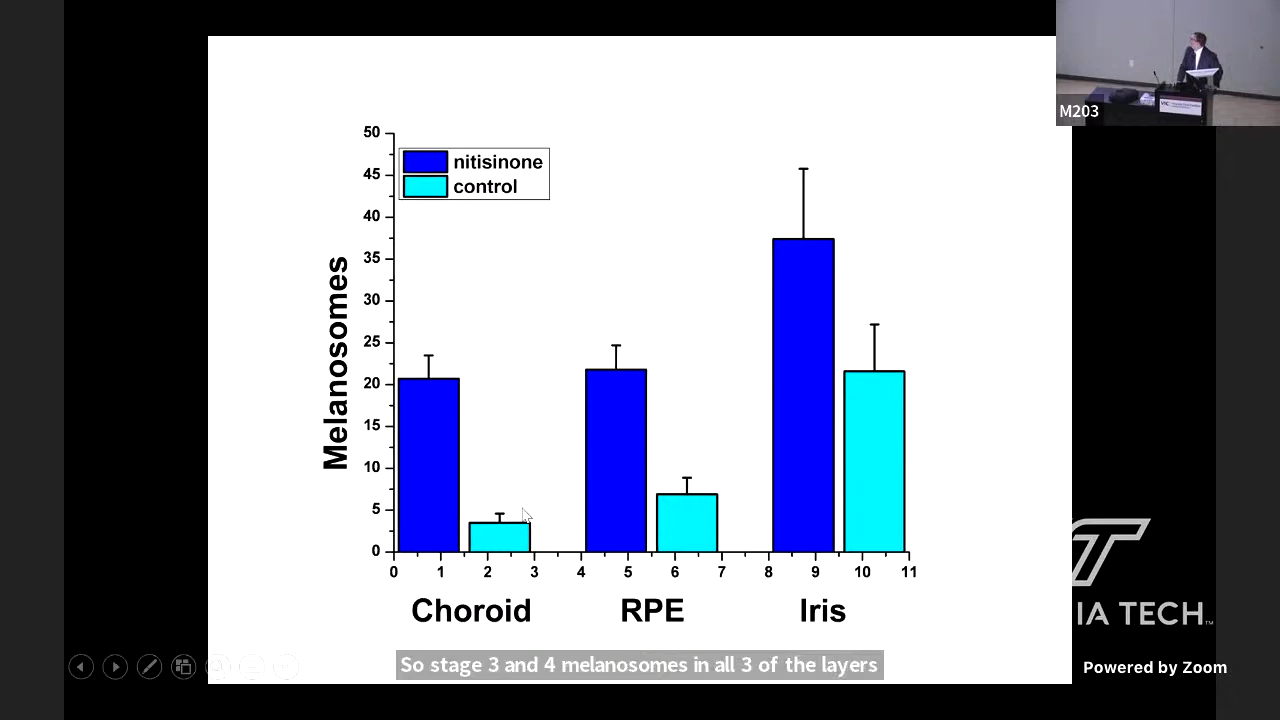 M203
50
45
40
35
30
25
20
15
10
5
0
nitisinone
control
Melanosomes
0 1 2 3 4 5 6 7 8 9 10 11
Choroid RPE Iris
IA TECH™
So stage 3 and 4 melanosomes in all 3 of the layers
Powered by Zoom